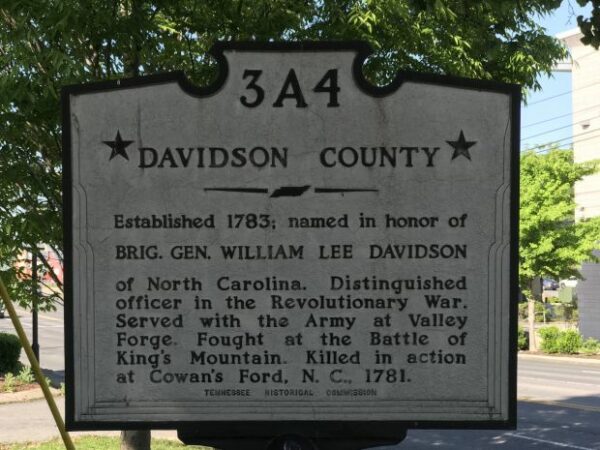 3A4
DAVIDSON COUNTY
Established 1783; named in honor of
BRIG. GEN. WILLIAM LEE DAVIDSON
of North Carolina. Distinguished
officer in the Revolutionary War.
Served with the Army at Valley
Forge. Fought at the Battle of
King's Mountain. Killed in action
at Cowan's Ford, N. C., 1781.
TENNESSEE HISTORICAL COMMISSION